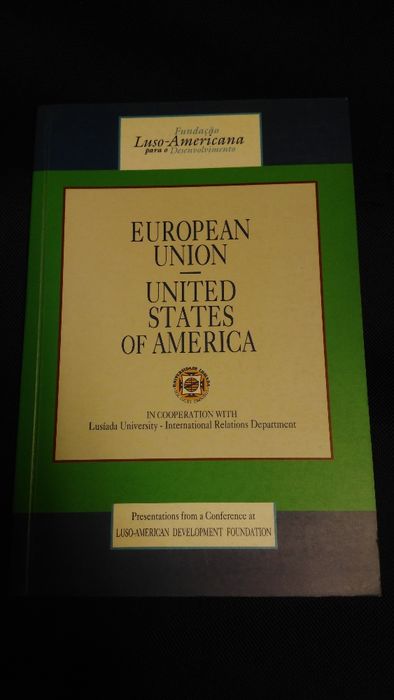 Fundação
Luso-Americana
para o Desenvolvimento
EUROPEAN
UNION
UNITED
STATES
OF AMERICA
IN COOPERATION WITH
Lusíada University - International Relations Department
Presentations from a Conference at
LUSO-AMERICAN DEVELOPMENT FOUNDATION